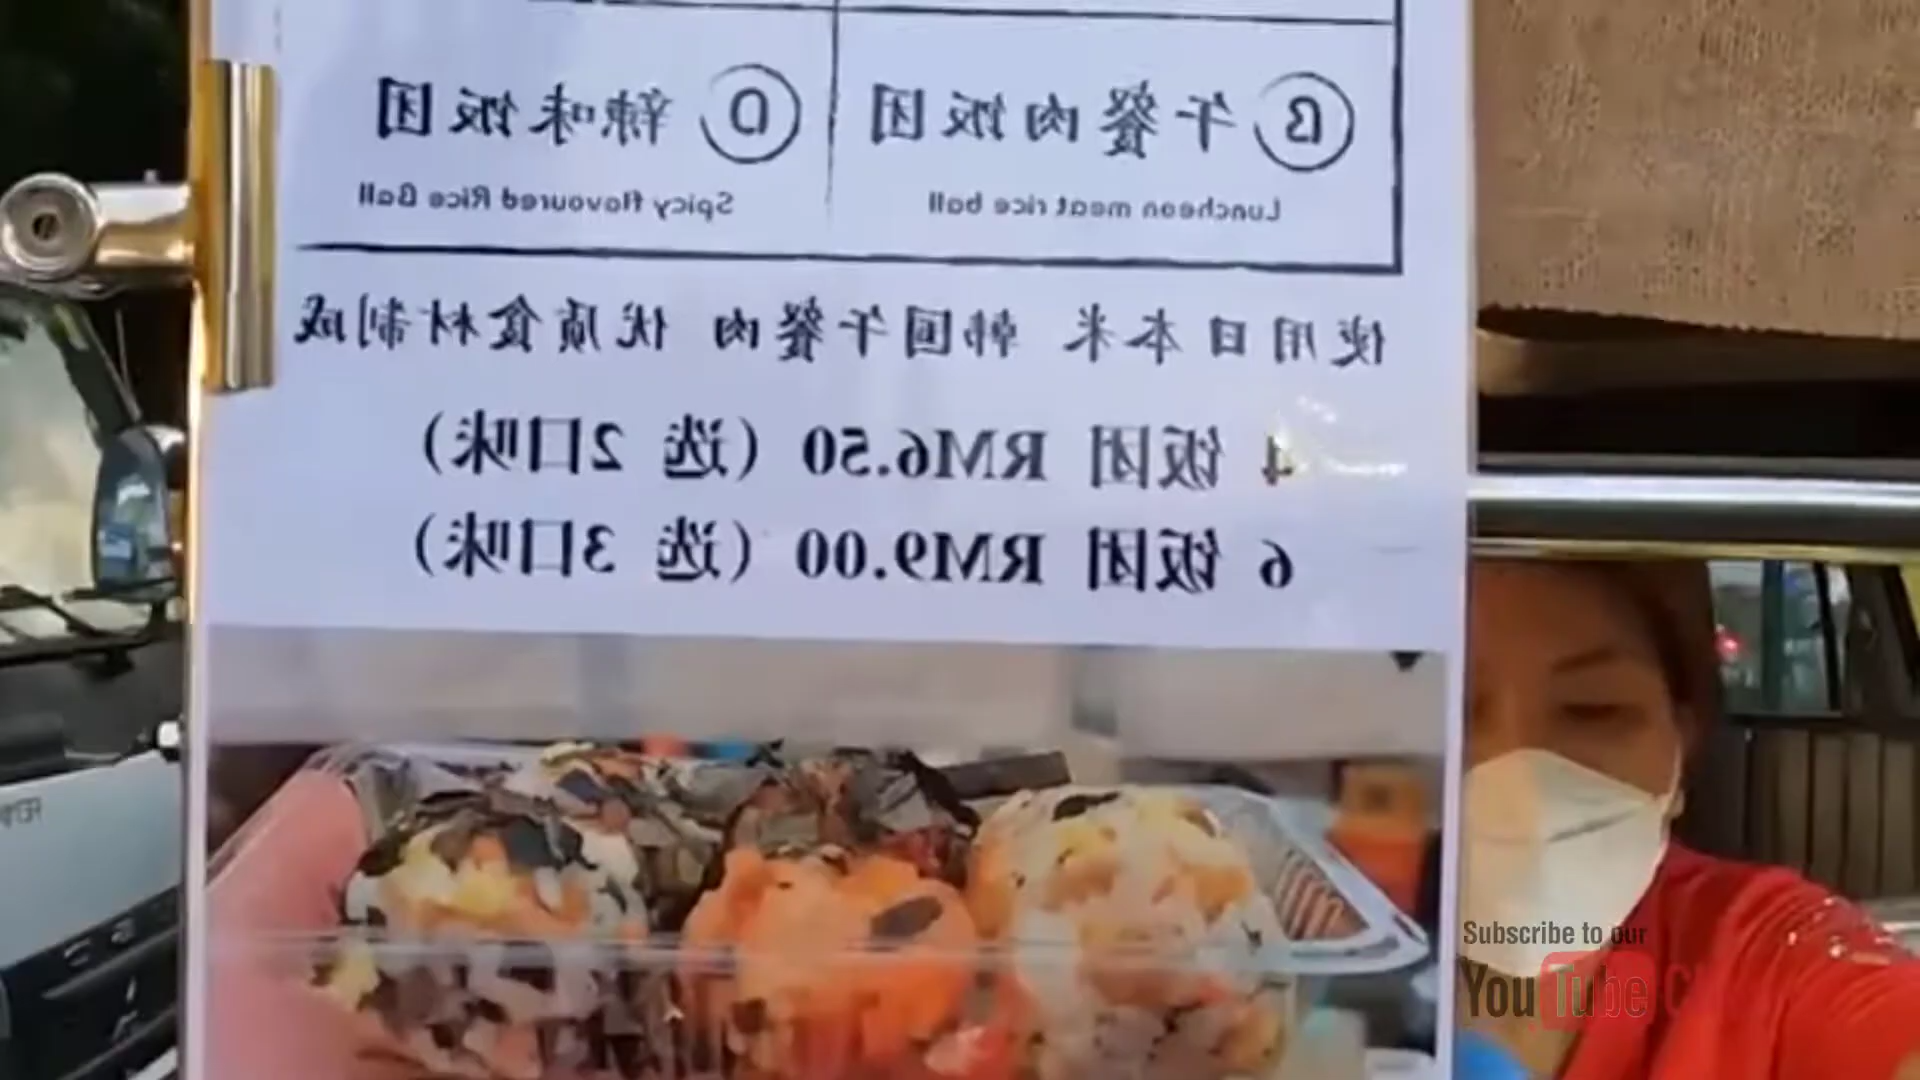 B 午餐肉饭团
Luncheon meat rice ball
D 辣味饭团
Spicy flavoured Rice Ball
使用日本米 韩国午餐肉 优质食材制成
4 饭团 RM6.50 (选 2口味)
6 饭团 RM9.00 (选 3口味)
Subscribe to our
YouTube